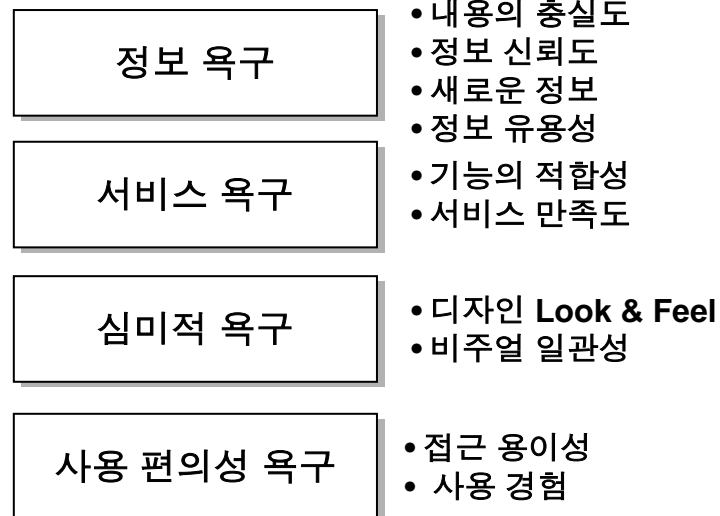 정보 욕구
• 내용의 충실도
• 정보 신뢰도
• 새로운 정보
• 정보 유용성
서비스 욕구
• 기능의 적합성
• 서비스 만족도
심미적 욕구
• 디자인 Look & Feel
• 비주얼 일관성
사용 편의성 욕구
• 접근 용이성
• 사용 경험